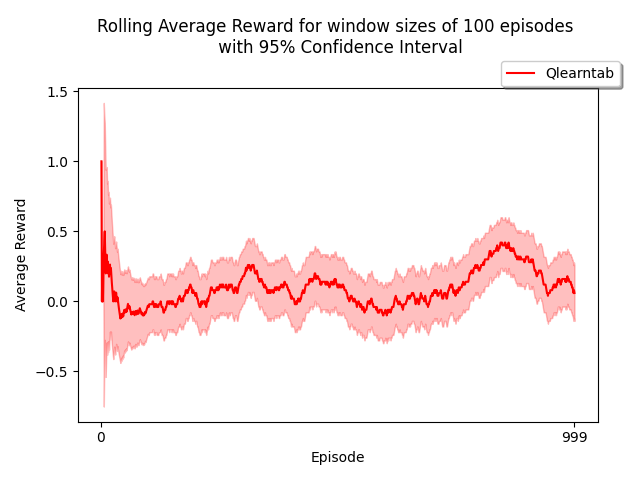 Rolling Average Reward for window sizes of 100 episodes
with 95% Confidence Interval
Qlearntab
1.5
1.0
0.5
0.0
−0.5
Average Reward
0
999
Episode